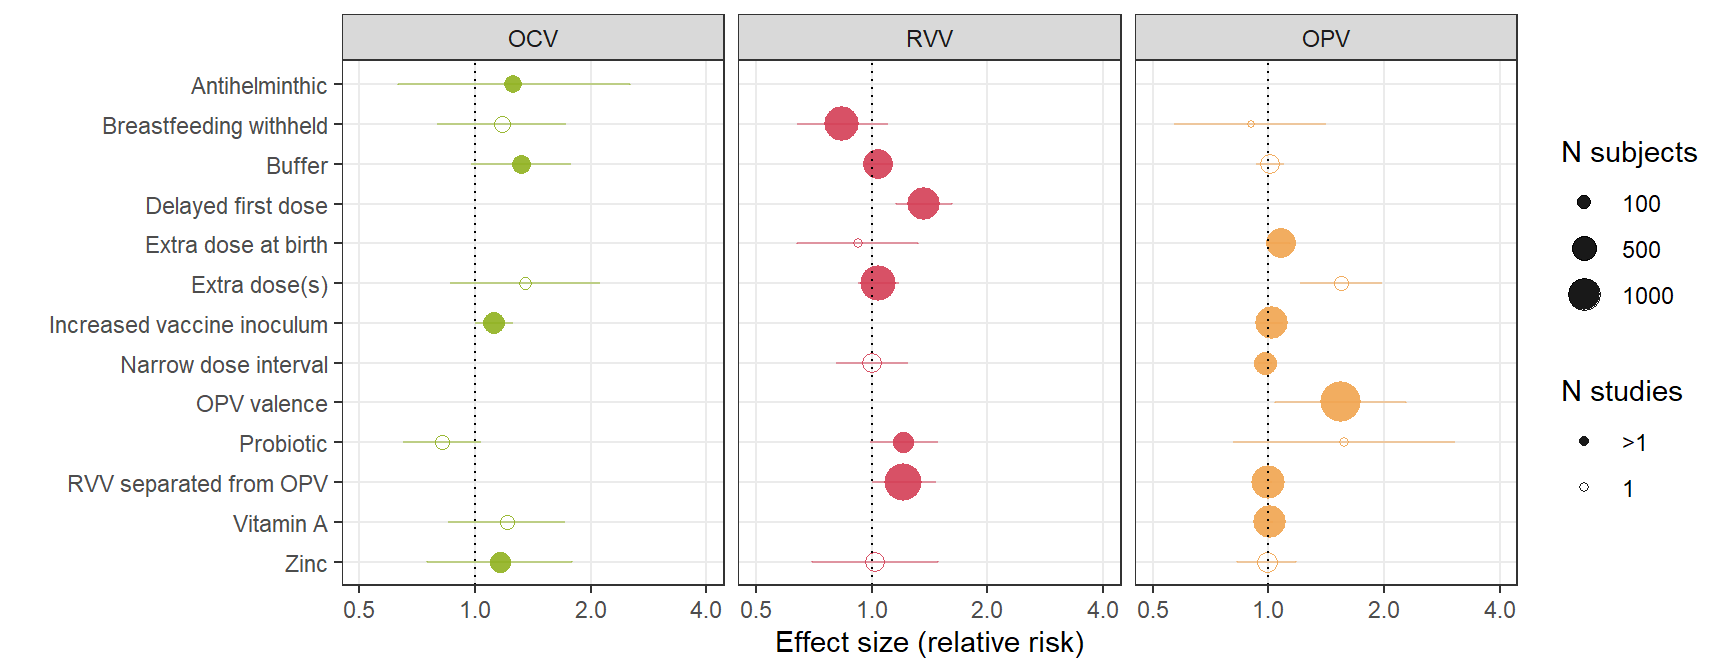 OCV RVV OPV
Antihelminthic
Breastfeeding withheld
Buffer
Delayed first dose
Extra dose at birth
Extra dose(s)
Increased vaccine inoculum
Narrow dose interval
OPV valence
Probiotic
RVV separated from OPV
Vitamin A
Zinc
0.5 1.0 2.0 4.0 0.5 1.0 2.0 4.0 0.5 1.0 2.0 4.0
Effect size (relative risk)
N subjects
100
500
1000
N studies
>1
1